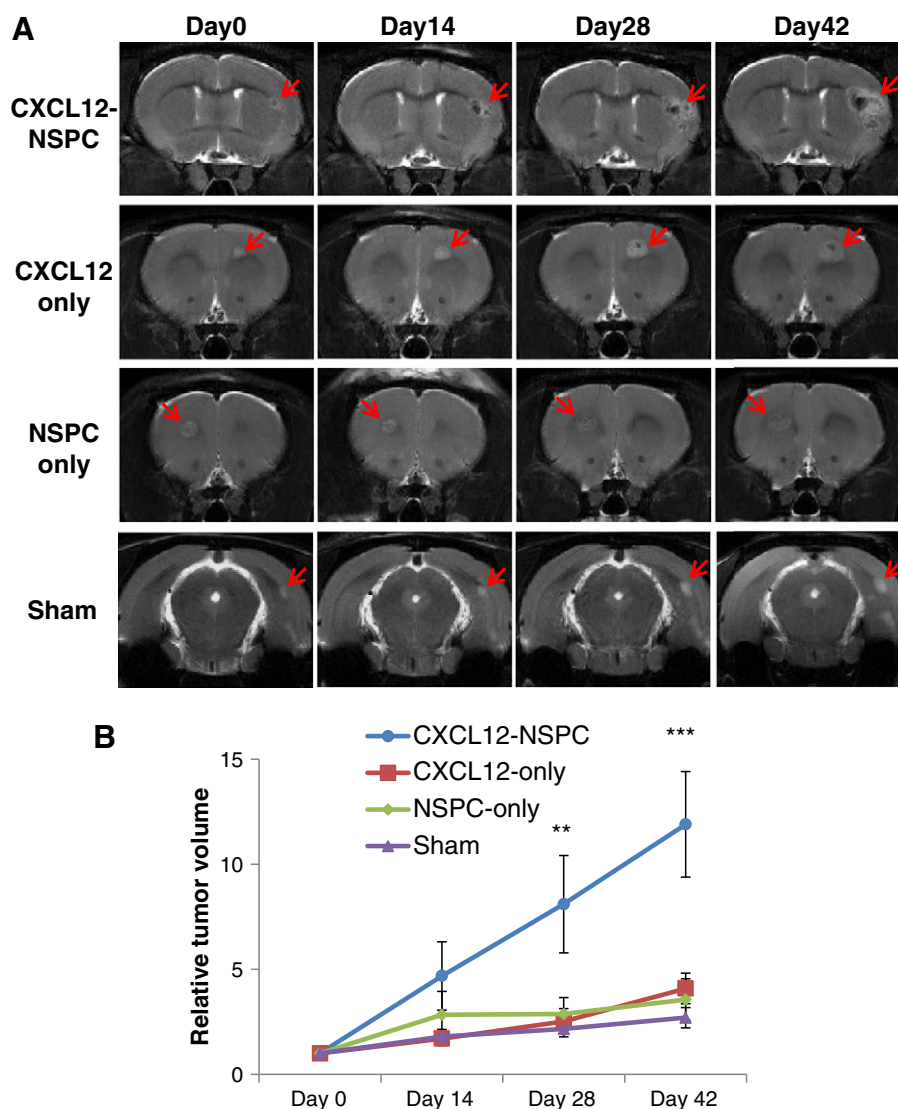 A
Day0 Day14 Day28 Day42
CXCL12-
NSPC
CXCL12
only
NSPC
only
Sham
B
CXCL12-NSPC
CXCL12-only
NSPC-only
Sham
**
***
Relative tumor volume
15
10
5
0
Day 0 Day 14 Day 28 Day 42